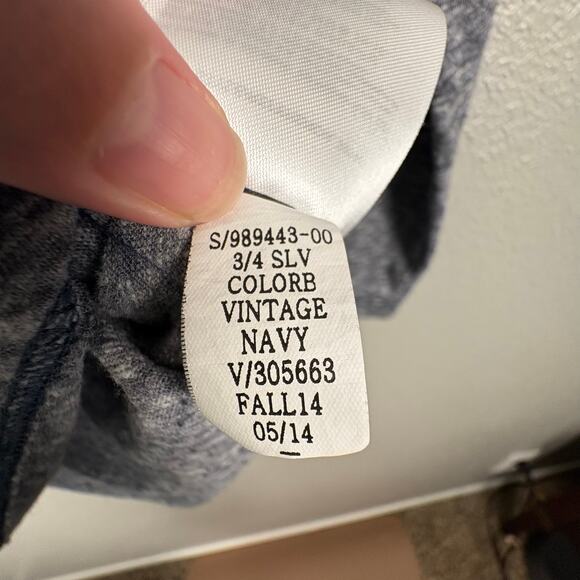 S/989443-00
3/4 SLV
COLORB
VINTAGE
NAVY
V/305663
FALL14
05/14